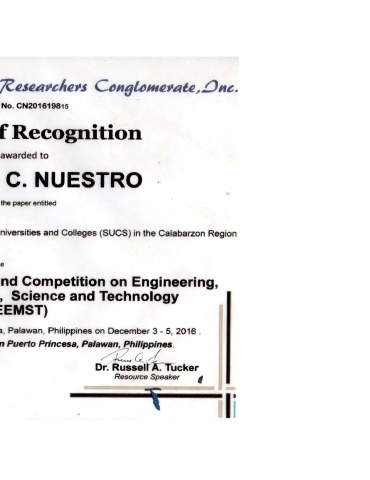 Researchers Conglomerate,Inc.
No. CN201619815
f Recognition
awarded to
C. NUESTRO
the paper entitled
niversities and Colleges (SUCS) in the Calabarzon Region
e
nd Competition on Engineering,
, Science and Technology
EEMST)
a, Palawan, Philippines on December 3 - 5, 2016 .
n Puerto Princesa, Palawan, Philippines.
Dr. Russell A. Tucker
Resource Speaker